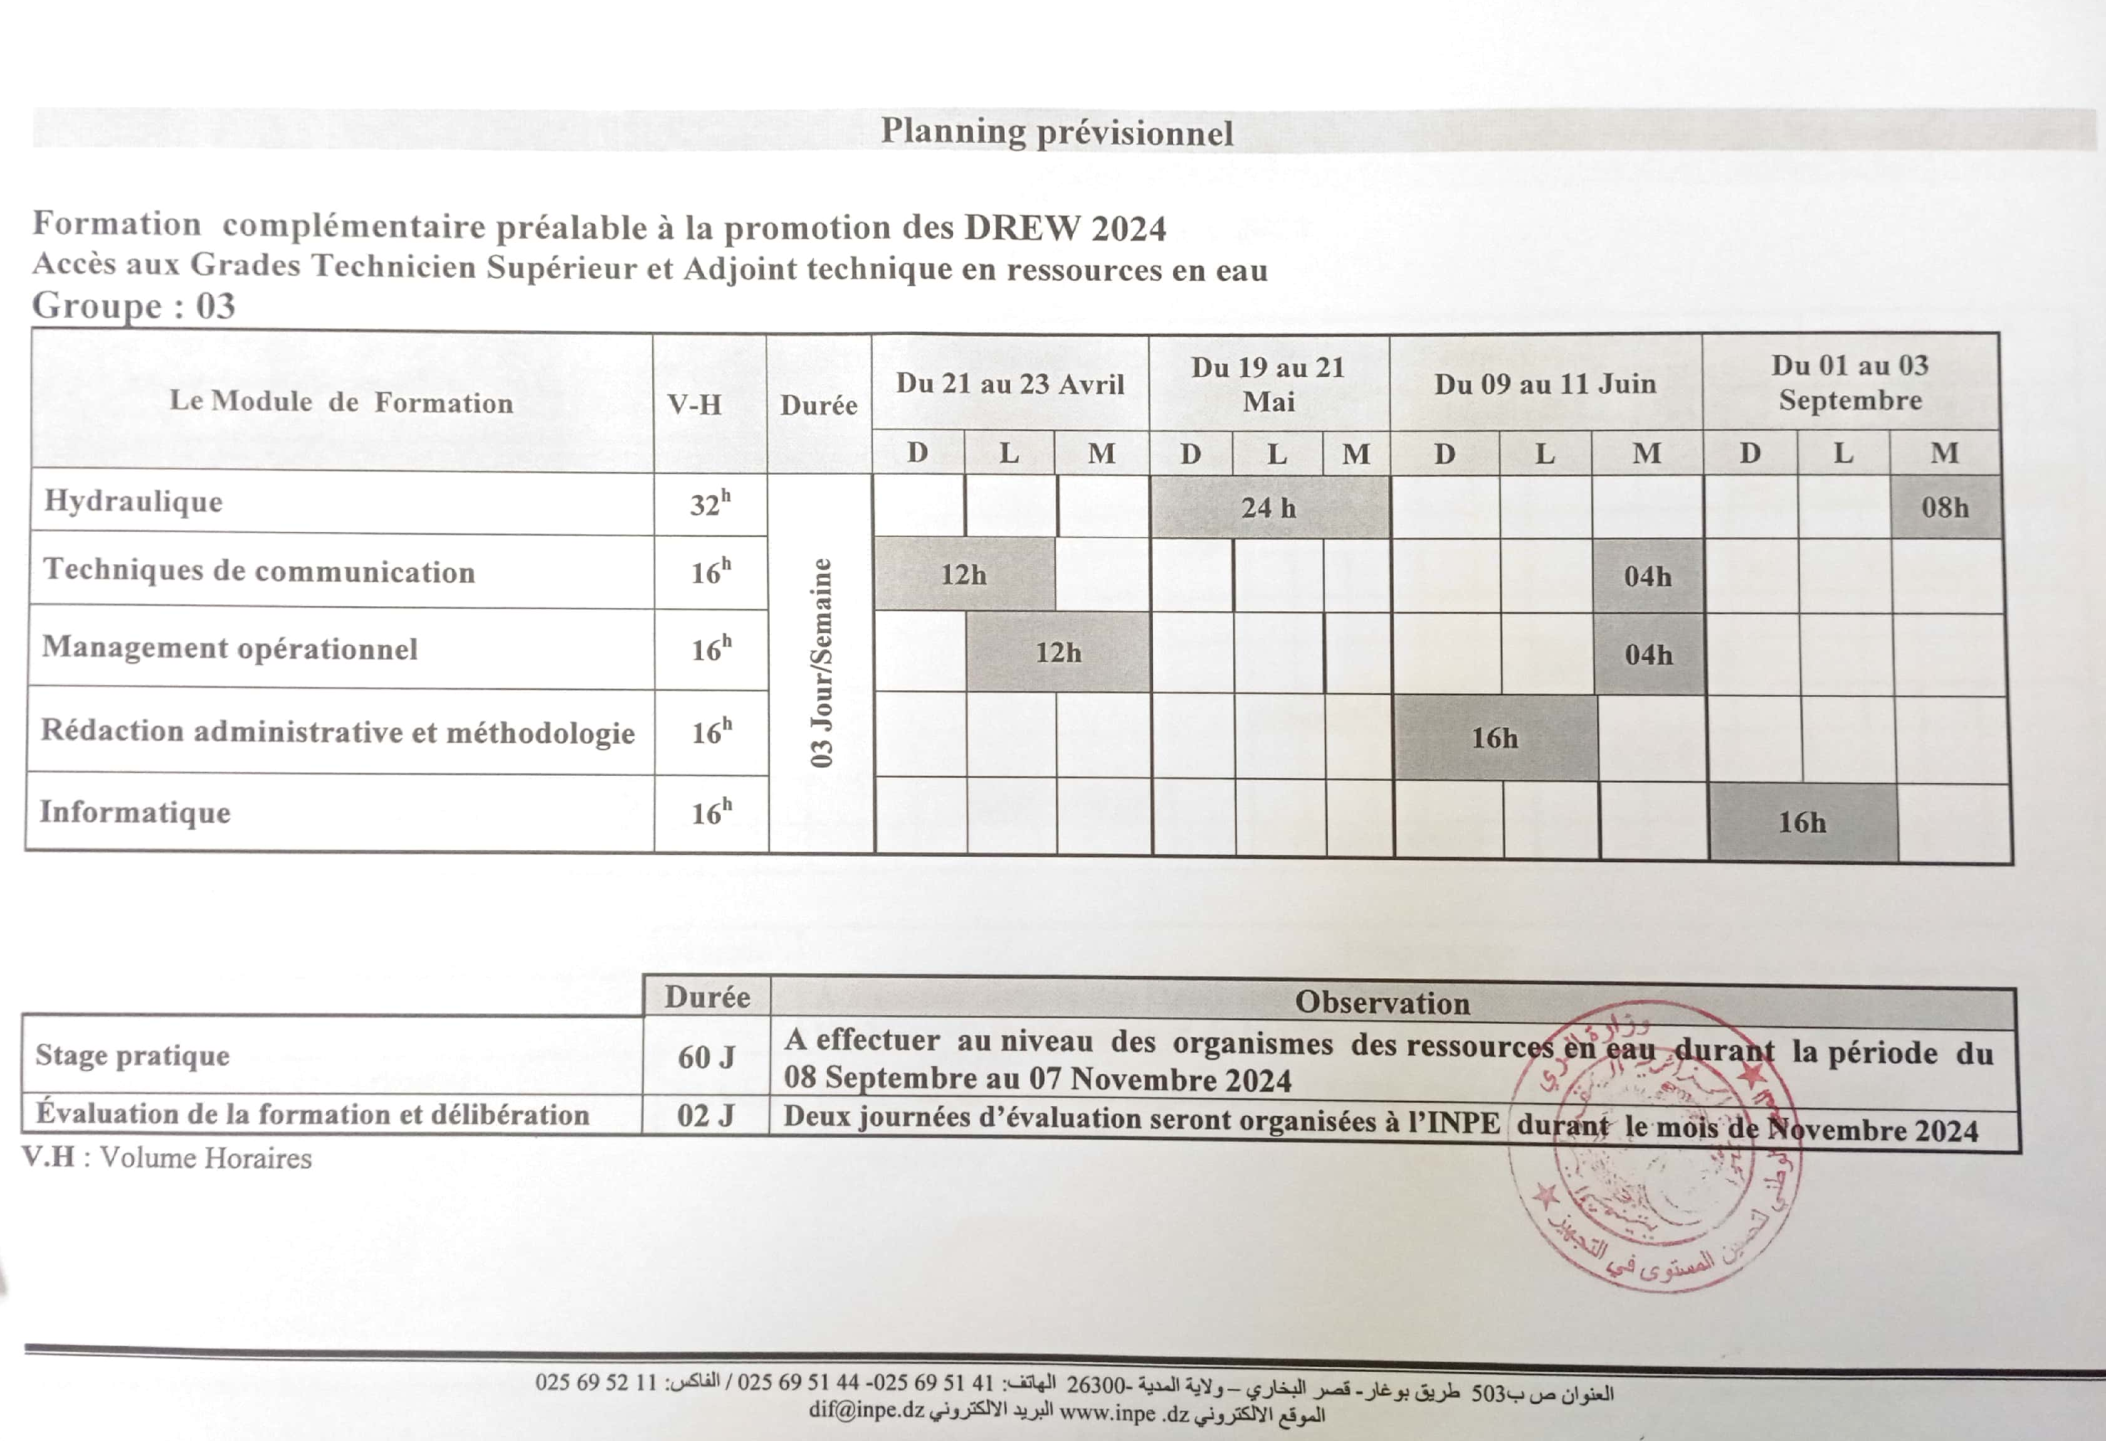 Planning prévisionnel
Formation complémentaire préalable à la promotion des DREW 2024
Accès aux Grades Technicien Supérieur et Adjoint technique en ressources en eau
Groupe : 03
Le Module de Formation V-H Durée Du 21 au 23 Avril Du 19 au 21 Mai Du 09 au 11 Juin Du 01 au 03 Septembre
D L M D L M D L M D L M
Hydraulique 32h 24 h 08h
Techniques de communication 16h 12h 04h
Management opérationnel 16h 12h 04h
Rédaction administrative et méthodologie 16h 16h
Informatique 16h 16h
03 Jour/Semaine
Durée Observation
Stage pratique 60 J A effectuer au niveau des organismes des ressources en eau durant la période du
08 Septembre au 07 Novembre 2024
Évaluation de la formation et délibération 02 J Deux journées d’évaluation seront organisées à l’INPE durant le mois de Novembre 2024
V.H : Volume Horaires
وزارة الري
الوطني لتحسين المستوى في التجهيز
العنوان ص ب503 طريق بوغار- قصر البخاري – ولاية المدية -26300 الهاتف: 025 69 51 41 -025 69 51 44 / الفاكس: 025 69 52 11
الموقع الالكتروني www.inpe .dz البريد الالكتروني dif@inpe.dz